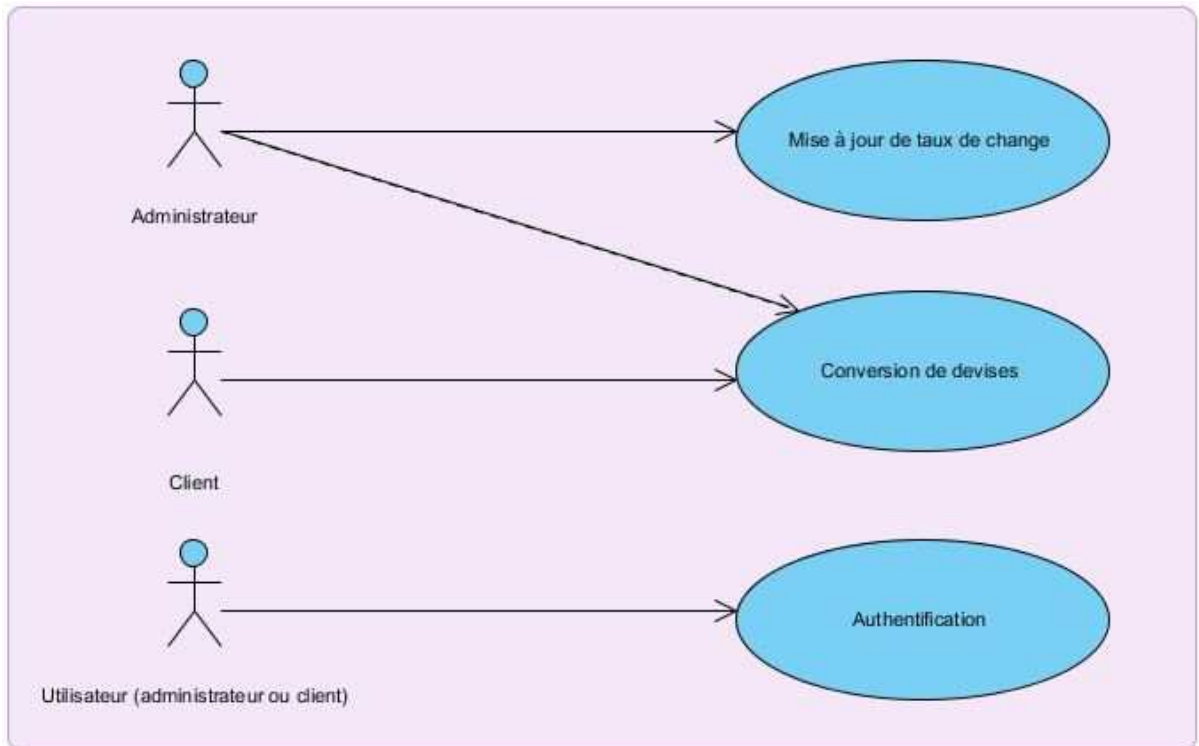 Mise à jour de taux de change
Administrateur
Conversion de devises
Client
Authentification
Utilisateur (administrateur ou client)